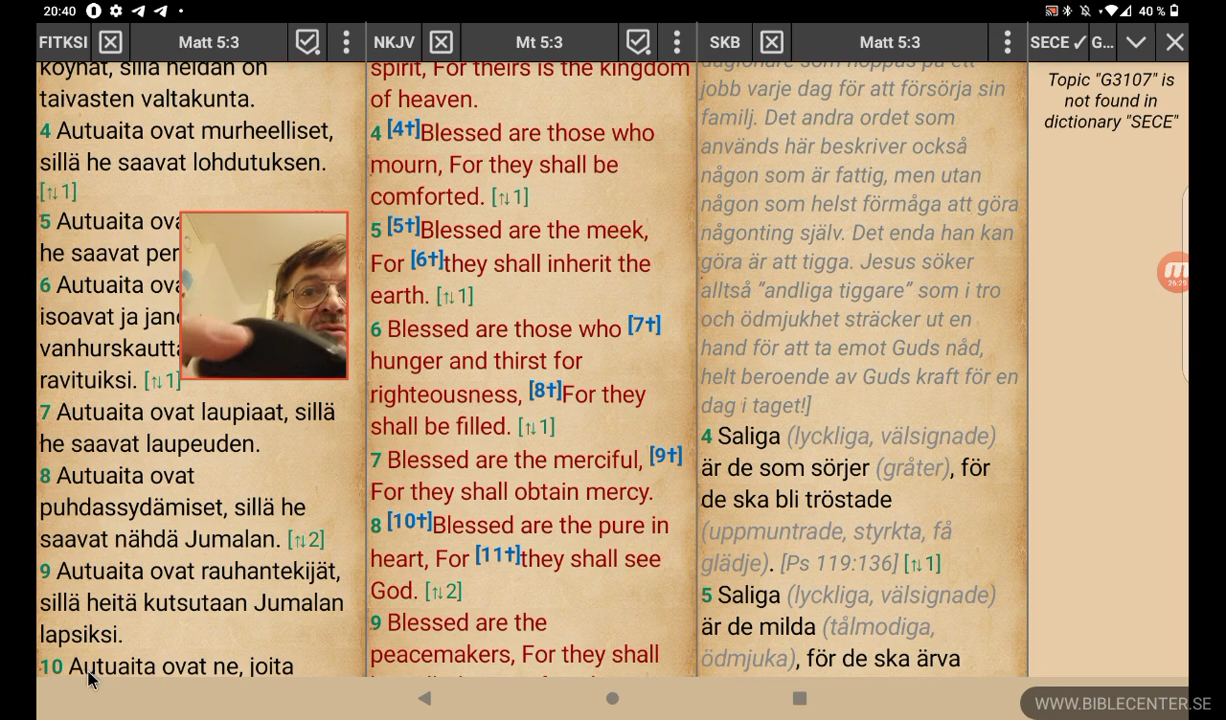 20:40
40 %
FITKSI
Matt 5:3
NKJV
Mt 5:3
SKB
Matt 5:3
SECE ✓ G...
köyhät, sillä heidän on
taivasten valtakunta.
4 Autuaita ovat murheelliset,
sillä he saavat lohdutuksen.
[⇅1]
5 Autuaita
he saavat
6 Autuaita
isoavat ja
ravituiksi. [⇅1]
7 Autuaita ovat laupiaat, sillä
he saavat laupeuden.
8 Autuaita ovat
puhdassydämiset, sillä he
saavat nähdä Jumalan. [⇅2]
9 Autuaita ovat rauhantekijät,
sillä heitä kutsutaan Jumalan
lapsiksi.
10 Autuaita ovat ne, joita
spirit, For theirs is the kingdom
of heaven.
4 [4†]Blessed are those who
mourn, For they shall be
comforted. [⇅1]
5 [5†]Blessed are the meek,
For [6†]they shall inherit the
earth. [⇅1]
6 Blessed are those who [7†]
hunger and thirst for
righteousness, [8†]For they
shall be filled. [⇅1]
7 Blessed are the merciful, [9†]
For they shall obtain mercy.
8 [10†]Blessed are the pure in
heart, For [11†]they shall see
God. [⇅2]
9 Blessed are the
peacemakers, For they shall
daglönare som hoppas på ett
jobb varje dag för att försörja sin
familj. Det andra ordet som
används här beskriver också
någon som är fattig, men utan
någon som helst förmåga att göra
någonting själv. Det enda han kan
göra är att tigga. Jesus söker
alltså ”andliga tiggare” som i tro
och ödmjukhet sträcker ut en
hand för att ta emot Guds nåd,
helt beroende av Guds kraft för en
dag i taget!]
4 Saliga (lyckliga, välsignade)
är de som sörjer (gråter), för
de ska bli tröstade
(uppmuntrade, styrkta, få
glädje). [Ps 119:136] [⇅1]
5 Saliga (lyckliga, välsignade)
är de milda (tålmodiga,
ödmjuka), för de ska ärva
Topic "G3107" is
not found in
dictionary "SECE"
26:29
WWW.BIBLECENTER.SE